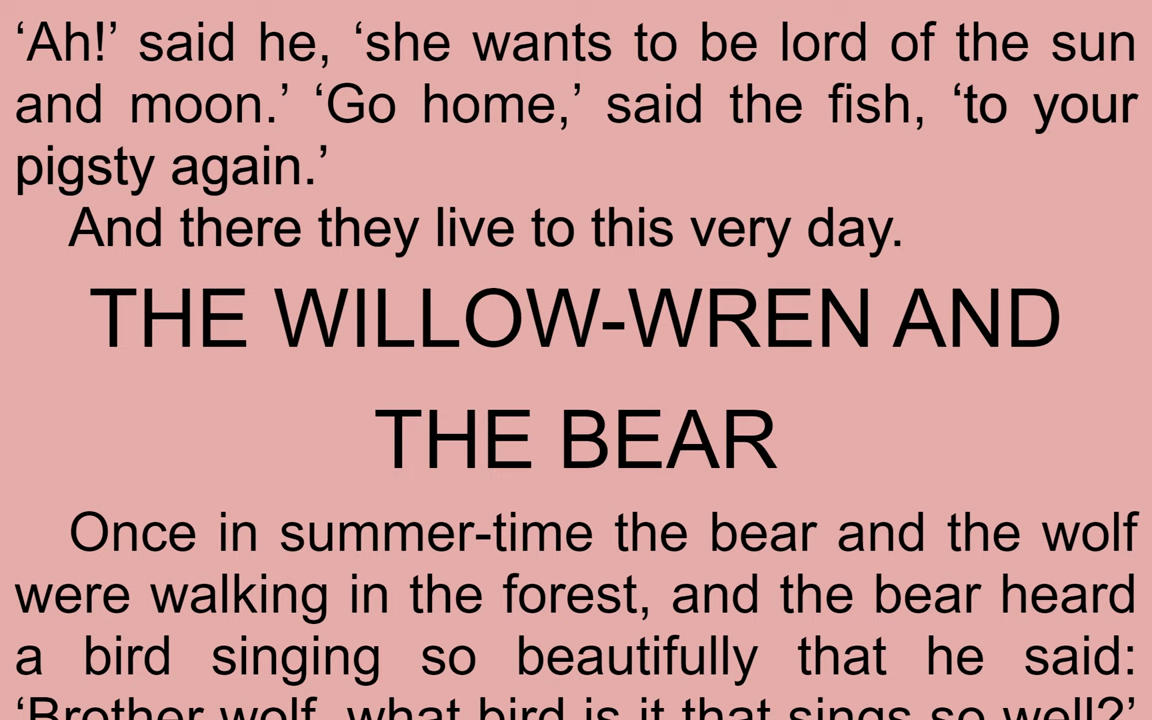 ‘Ah!’ said he, ‘she wants to be lord of the sun
and moon.’ ‘Go home,’ said the fish, ‘to your
pigsty again.’
And there they live to this very day.
THE WILLOW-WREN AND
THE BEAR
Once in summer-time the bear and the wolf
were walking in the forest, and the bear heard
a bird singing so beautifully that he said:
‘Brother wolf, what bird is it that sings so well?’